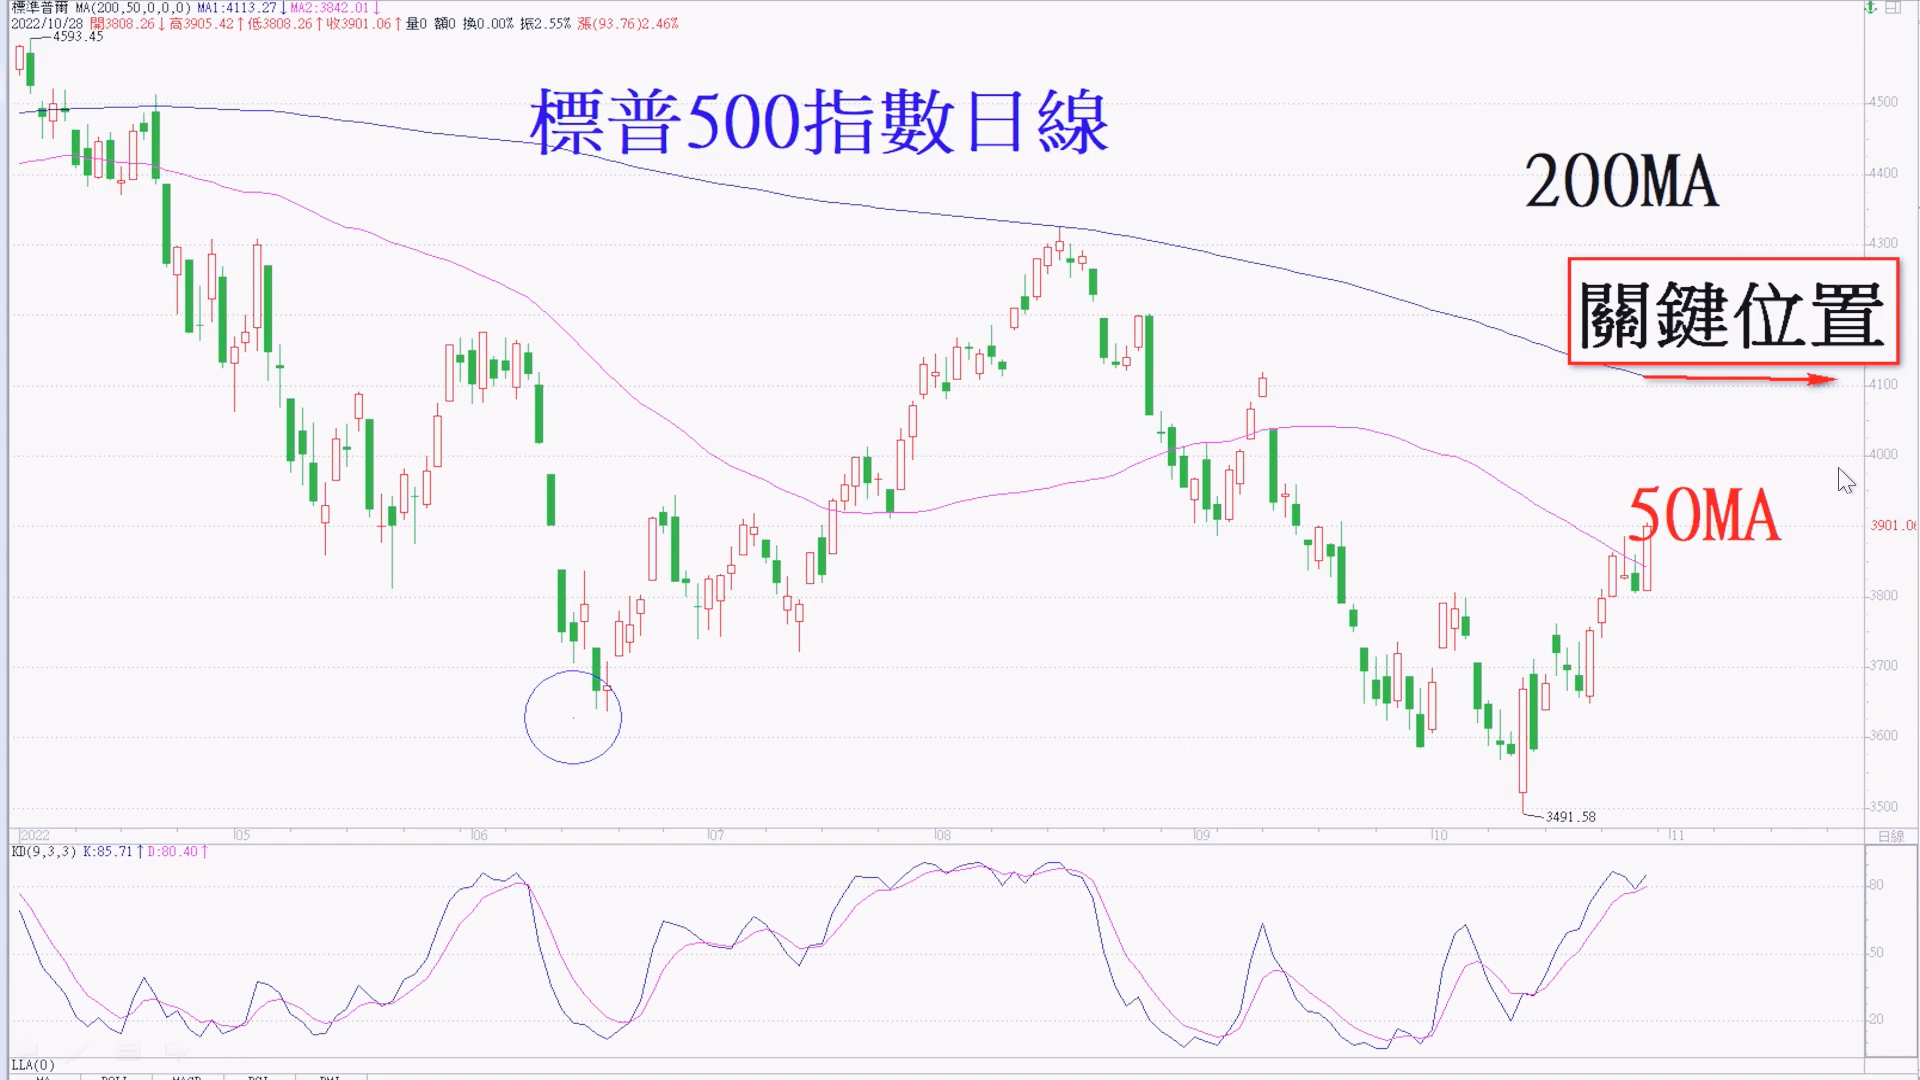 標準普爾 MA(200,50,0,0,0) MA1:4113.27↓ MA2:3842.01↓
2022/10/28 開3808.26↓高3905.42↑低3808.26↑收3901.06↑量0 額0 換0.00% 振2.55% 漲(93.76)2.46%
4593.45
標普500指數日線
4500
200MA
4400
4300
關鍵位置
4100
4000
50MA
3901.06
3800
3700
3600
3491.58
3500
2022 05 06 07 08 09 10 11 日線
KD(9,3,3) K:85.71↑ D:80.40↑
80
50
20
LLA(0)